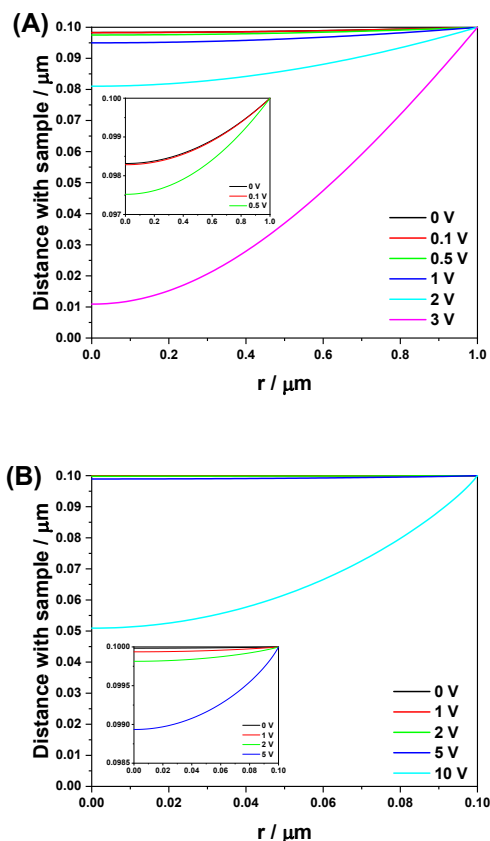 (A)
Distance with sample / μm
0.10
0.09
0.08
0.07
0.06
0.05
0.04
0.03
0.02
0.01
0.00
0.100
0.099
0.098
0.097
0 V
0.1 V
0.5 V
0.0 0.2 0.4 0.6 0.8 1.0
0 V
0.1 V
0.5 V
1 V
2 V
3 V
0.0 0.2 0.4 0.6 0.8 1.0
r / μm
(B)
Distance with sample / μm
0.10
0.09
0.08
0.07
0.06
0.05
0.04
0.03
0.02
0.01
0.00
0.1000
0.0995
0.0990
0.0985
0 V
1 V
2 V
5 V
0.00 0.02 0.04 0.06 0.08 0.10
0 V
1 V
2 V
5 V
10 V
0.00 0.02 0.04 0.06 0.08 0.10
r / μm